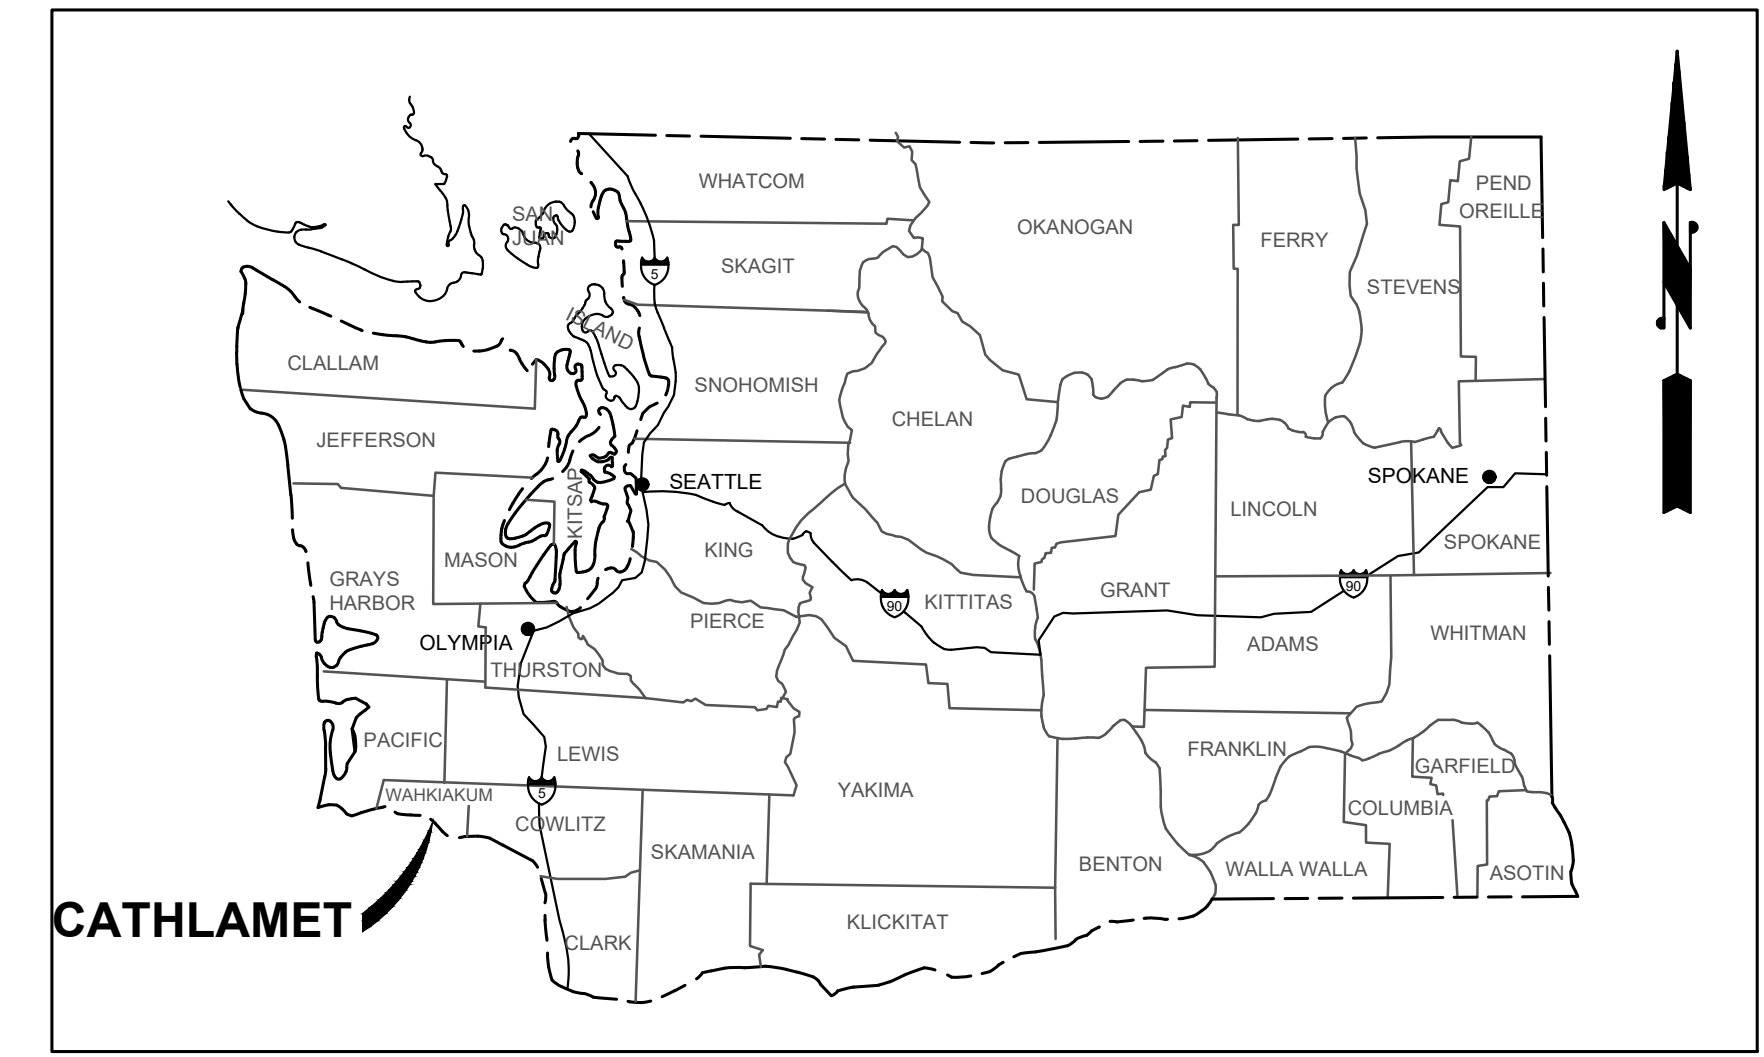 WHATCOM
PEND
OREILLE
SAN
JUAN
OKANOGAN
FERRY
SKAGIT
5
STEVENS
ISLAND
CLALLAM
SNOHOMISH
CHELAN
JEFFERSON
SEATTLE
SPOKANE
KITSAP
DOUGLAS
LINCOLN
KING
SPOKANE
MASON
GRAYS
HARBOR
90
KITTITAS
GRANT
90
PIERCE
OLYMPIA
ADAMS
WHITMAN
THURSTON
PACIFIC
LEWIS
FRANKLIN
GARFIELD
WAHKIAKUM
5
YAKIMA
COLUMBIA
COWLITZ
SKAMANIA
BENTON
WALLA WALLA
ASOTIN
CATHLAMET
KLICKITAT
CLARK
N